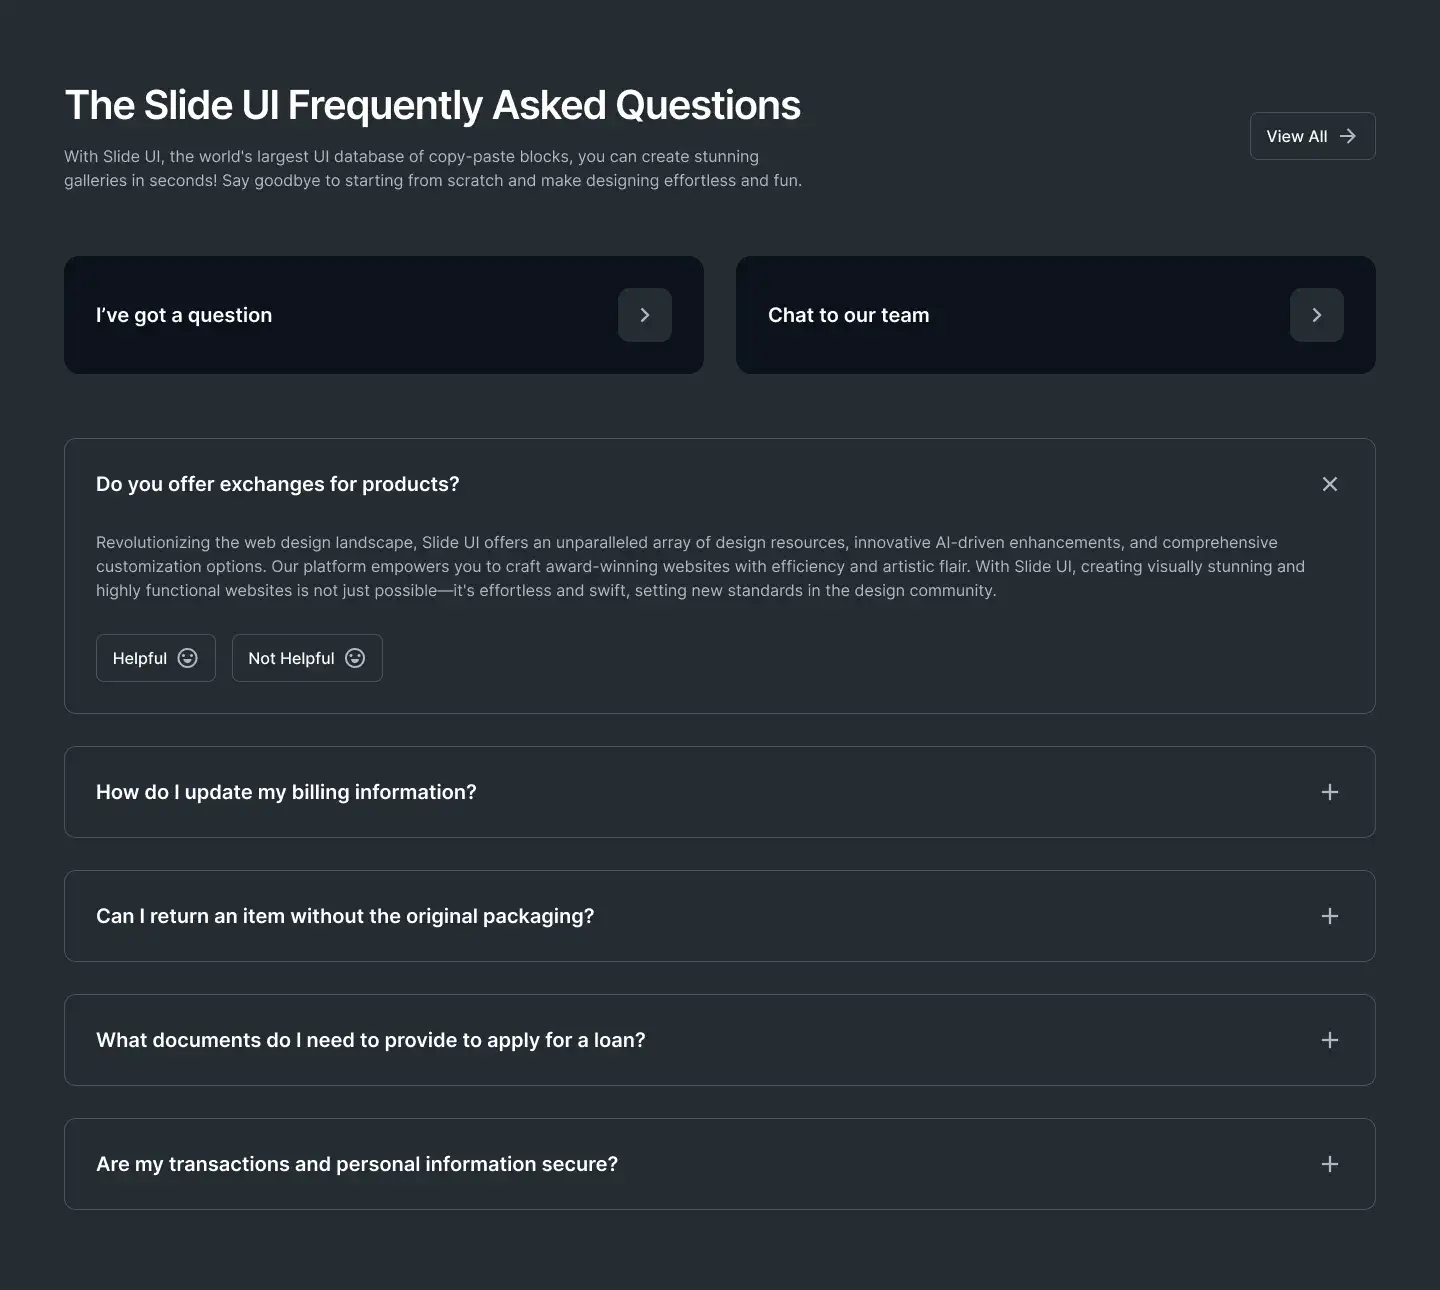 The Slide UI Frequently Asked Questions
With Slide UI, the world's largest UI database of copy-paste blocks, you can create stunning
galleries in seconds! Say goodbye to starting from scratch and make designing effortless and fun.
View All
I’ve got a question
Chat to our team
Do you offer exchanges for products?
Revolutionizing the web design landscape, Slide UI offers an unparalleled array of design resources, innovative AI-driven enhancements, and comprehensive
customization options. Our platform empowers you to craft award-winning websites with efficiency and artistic flair. With Slide UI, creating visually stunning and
highly functional websites is not just possible—it's effortless and swift, setting new standards in the design community.
Helpful
Not Helpful
How do I update my billing information?
Can I return an item without the original packaging?
What documents do I need to provide to apply for a loan?
Are my transactions and personal information secure?